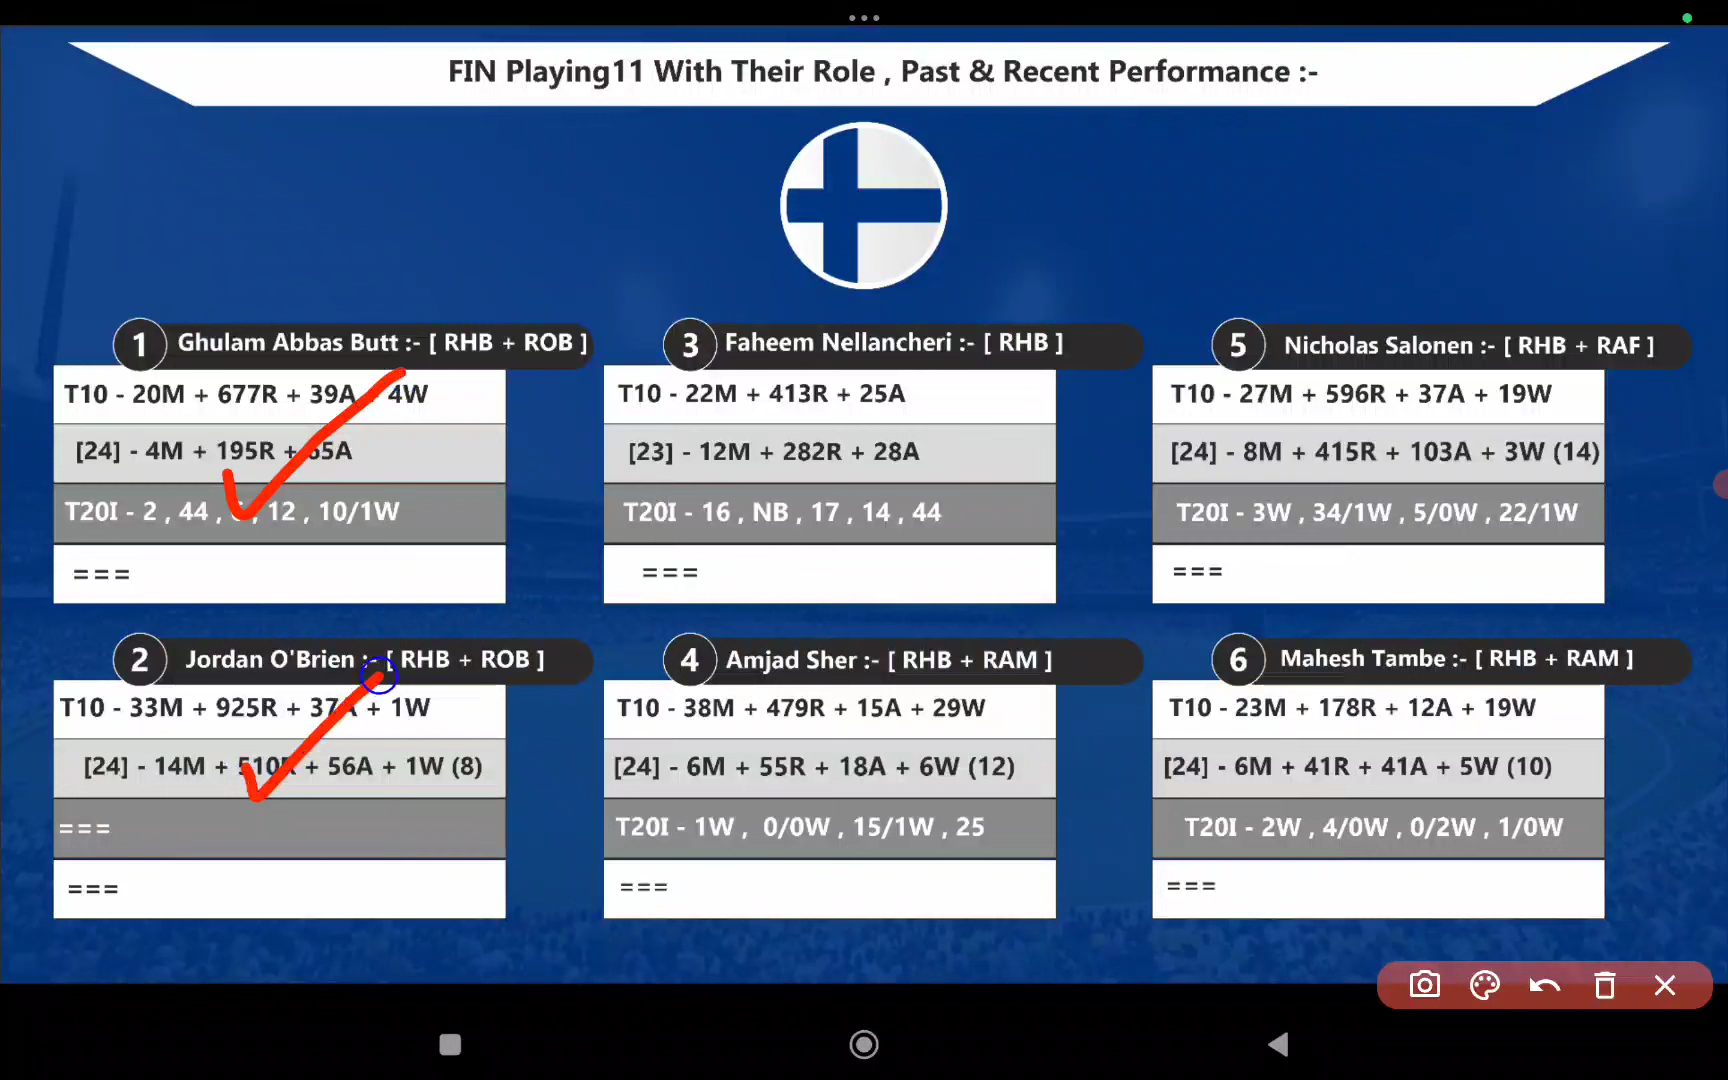 FIN Playing11 With Their Role , Past & Recent Performance :-
1 Ghulam Abbas Butt :- [ RHB + ROB ]
T10 - 20M + 677R + 39A + 4W
[24] - 4M + 195R + 65A
T20I - 2 , 44 , 6 , 12 , 10/1W
===
2 Jordan O'Brien :- [ RHB + ROB ]
T10 - 33M + 925R + 37A + 1W
[24] - 14M + 510R + 56A + 1W (8)
===
===
3 Faheem Nellancheri :- [ RHB ]
T10 - 22M + 413R + 25A
[23] - 12M + 282R + 28A
T20I - 16 , NB , 17 , 14 , 44
===
4 Amjad Sher :- [ RHB + RAM ]
T10 - 38M + 479R + 15A + 29W
[24] - 6M + 55R + 18A + 6W (12)
T20I - 1W , 0/0W , 15/1W , 25
===
5 Nicholas Salonen :- [ RHB + RAF ]
T10 - 27M + 596R + 37A + 19W
[24] - 8M + 415R + 103A + 3W (14)
T20I - 3W , 34/1W , 5/0W , 22/1W
===
6 Mahesh Tambe :- [ RHB + RAM ]
T10 - 23M + 178R + 12A + 19W
[24] - 6M + 41R + 41A + 5W (10)
T20I - 2W , 4/0W , 0/2W , 1/0W
===